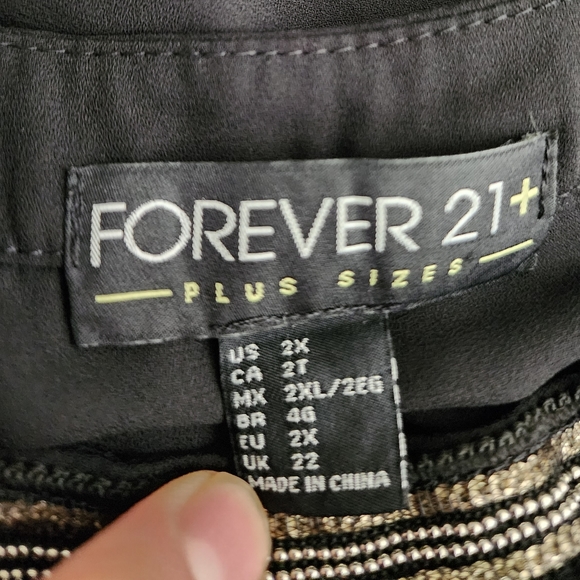 FOREVER 21+
PLUS SIZES
US 2X
CA 2T
MX 2XL/2EG
BR 4G
EU 2X
UK 22
MADE IN CHINA